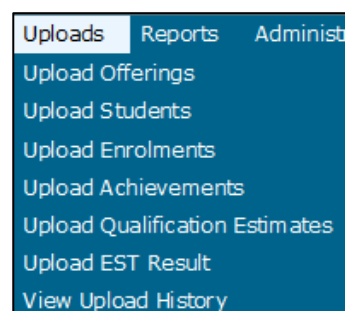 Uploads Reports Administ
Upload Offerings
Upload Students
Upload Enrolments
Upload Achievements
Upload Qualification Estimates
Upload EST Result
View Upload History